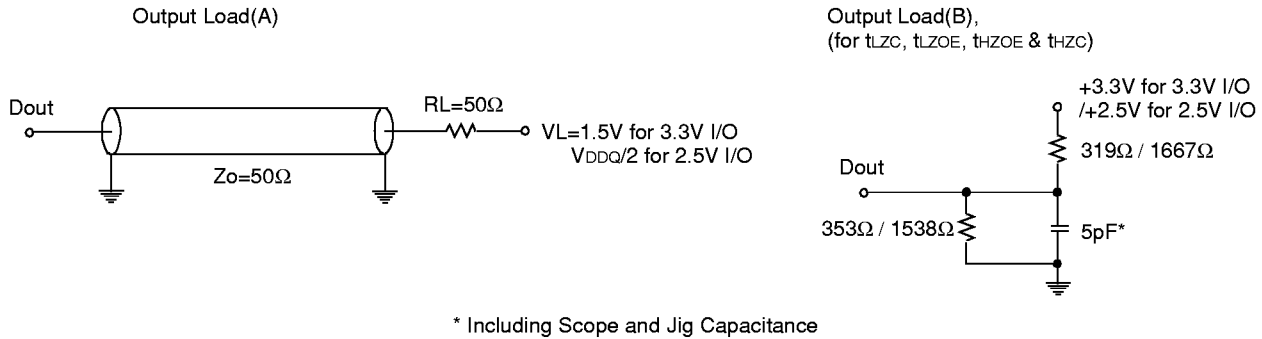 Output Load(A)
Dout
RL=50Ω
VL=1.5V for 3.3V I/O
VDDQ/2 for 2.5V I/O
Zo=50Ω
Output Load(B),
(for tLZC, tLZOE, tHZOE & tHZC)
+3.3V for 3.3V I/O
/+2.5V for 2.5V I/O
319Ω / 1667Ω
Dout
353Ω / 1538Ω
5pF*
* Including Scope and Jig Capacitance